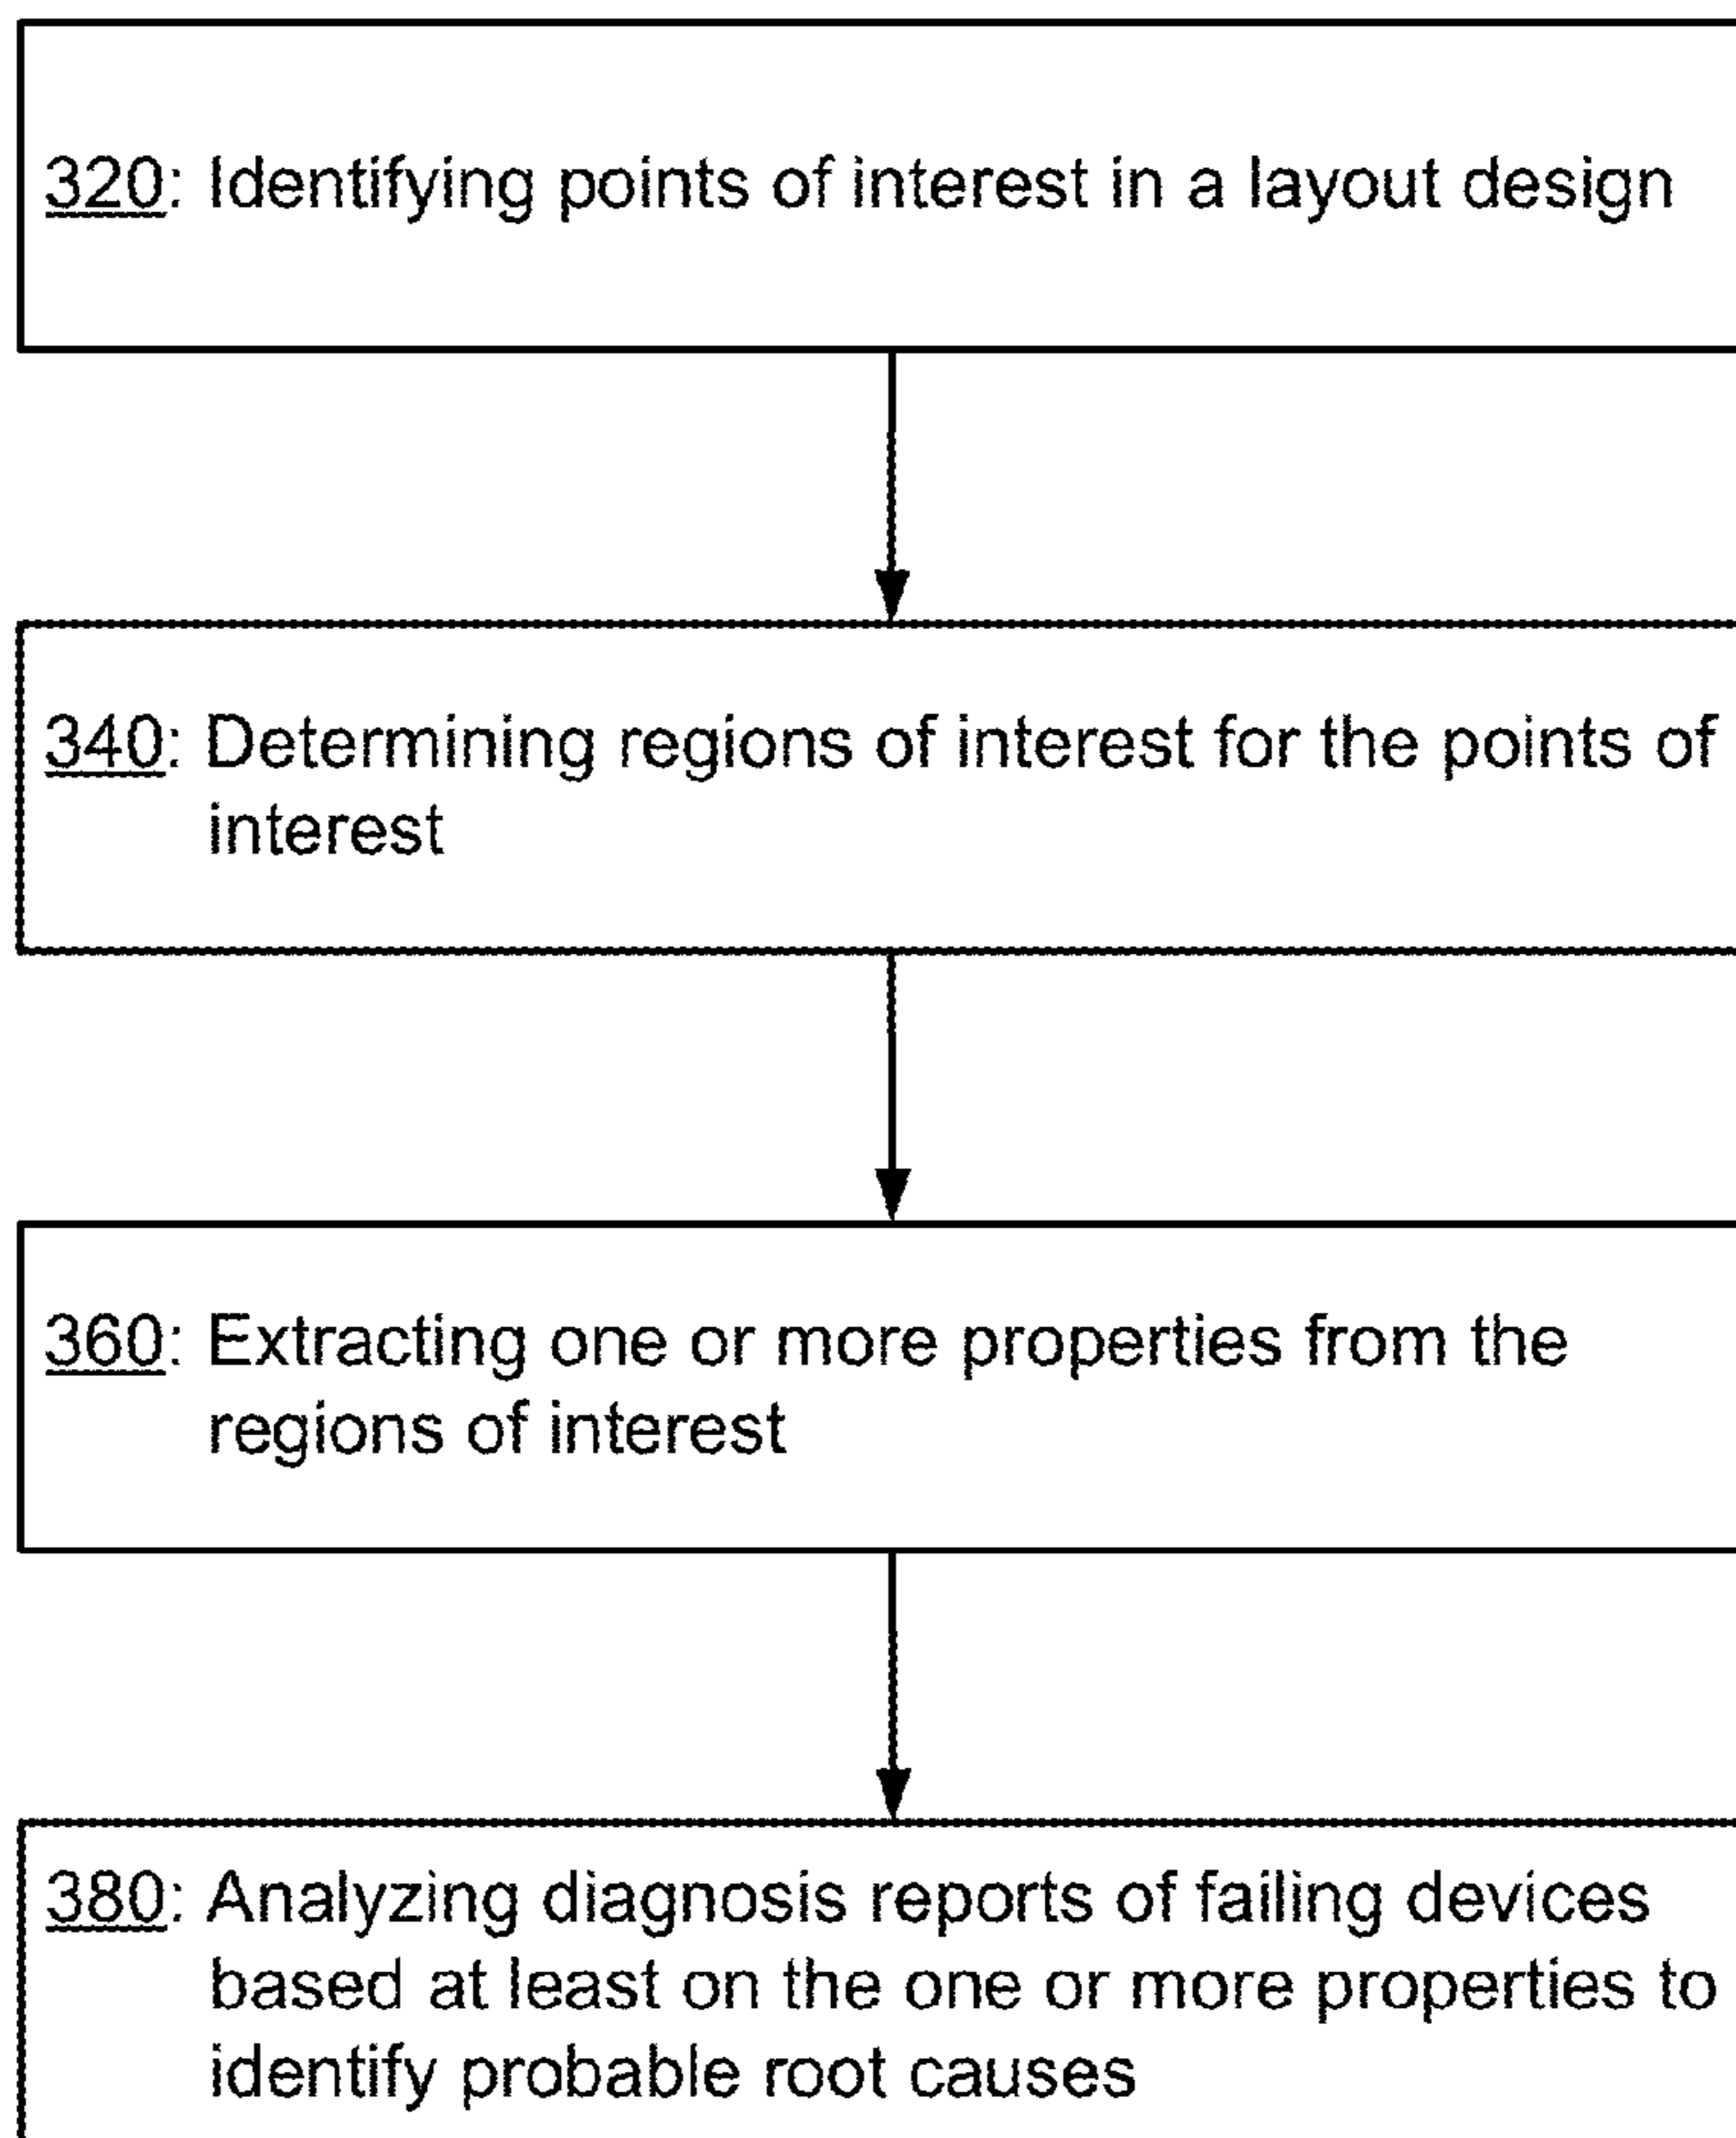 320: Identifying points of interest in a layout design
340: Determining regions of interest for the points of
interest
360: Extracting one or more properties from the
regions of interest
380: Analyzing diagnosis reports of failing devices
based at least on the one or more properties to
identify probable root causes